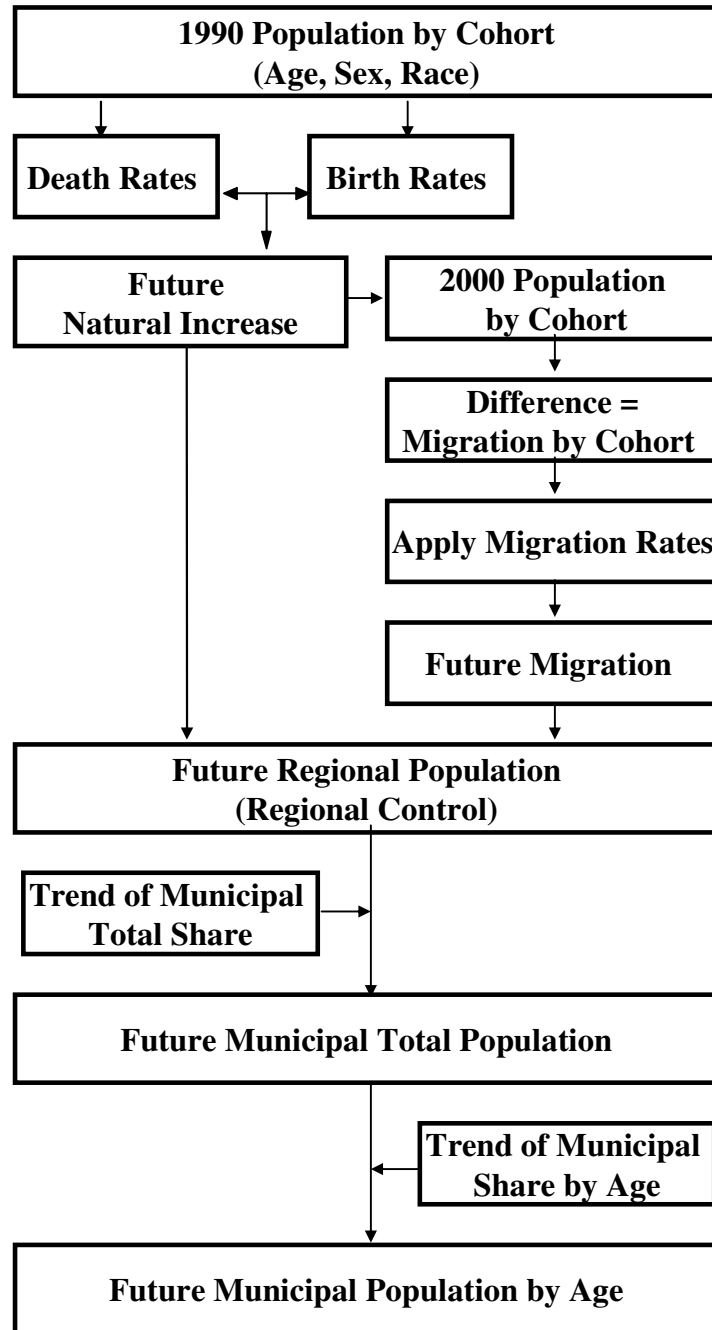 1990 Population by Cohort
(Age, Sex, Race)
Death Rates
Birth Rates
Future
Natural Increase
2000 Population
by Cohort
Difference =
Migration by Cohort
Apply Migration Rates
Future Migration
Future Regional Population
(Regional Control)
Trend of Municipal
Total Share
Future Municipal Total Population
Trend of Municipal
Share by Age
Future Municipal Population by Age